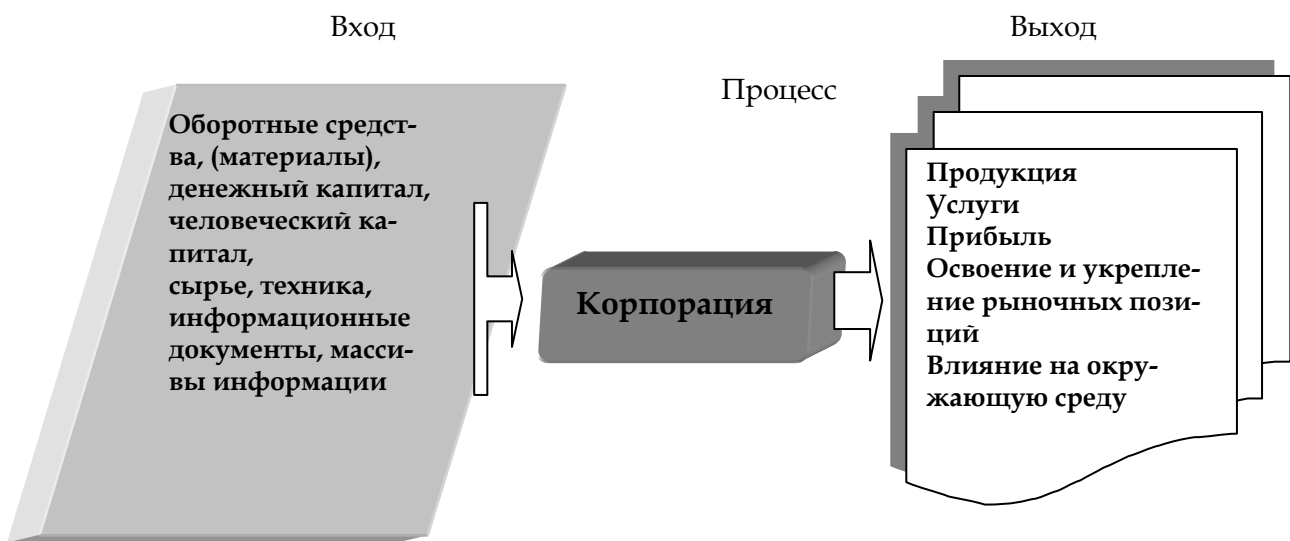 Вход
Выход
Процесс
Оборотные средст-
ва, (материалы),
денежный капитал,
человеческий ка-
питал,
сырье, техника,
информационные
документы, масси-
вы информации
Корпорация
Продукция
Услуги
Прибыль
Освоение и укрепле-
ние рыночных пози-
ций
Влияние на окру-
жающую среду